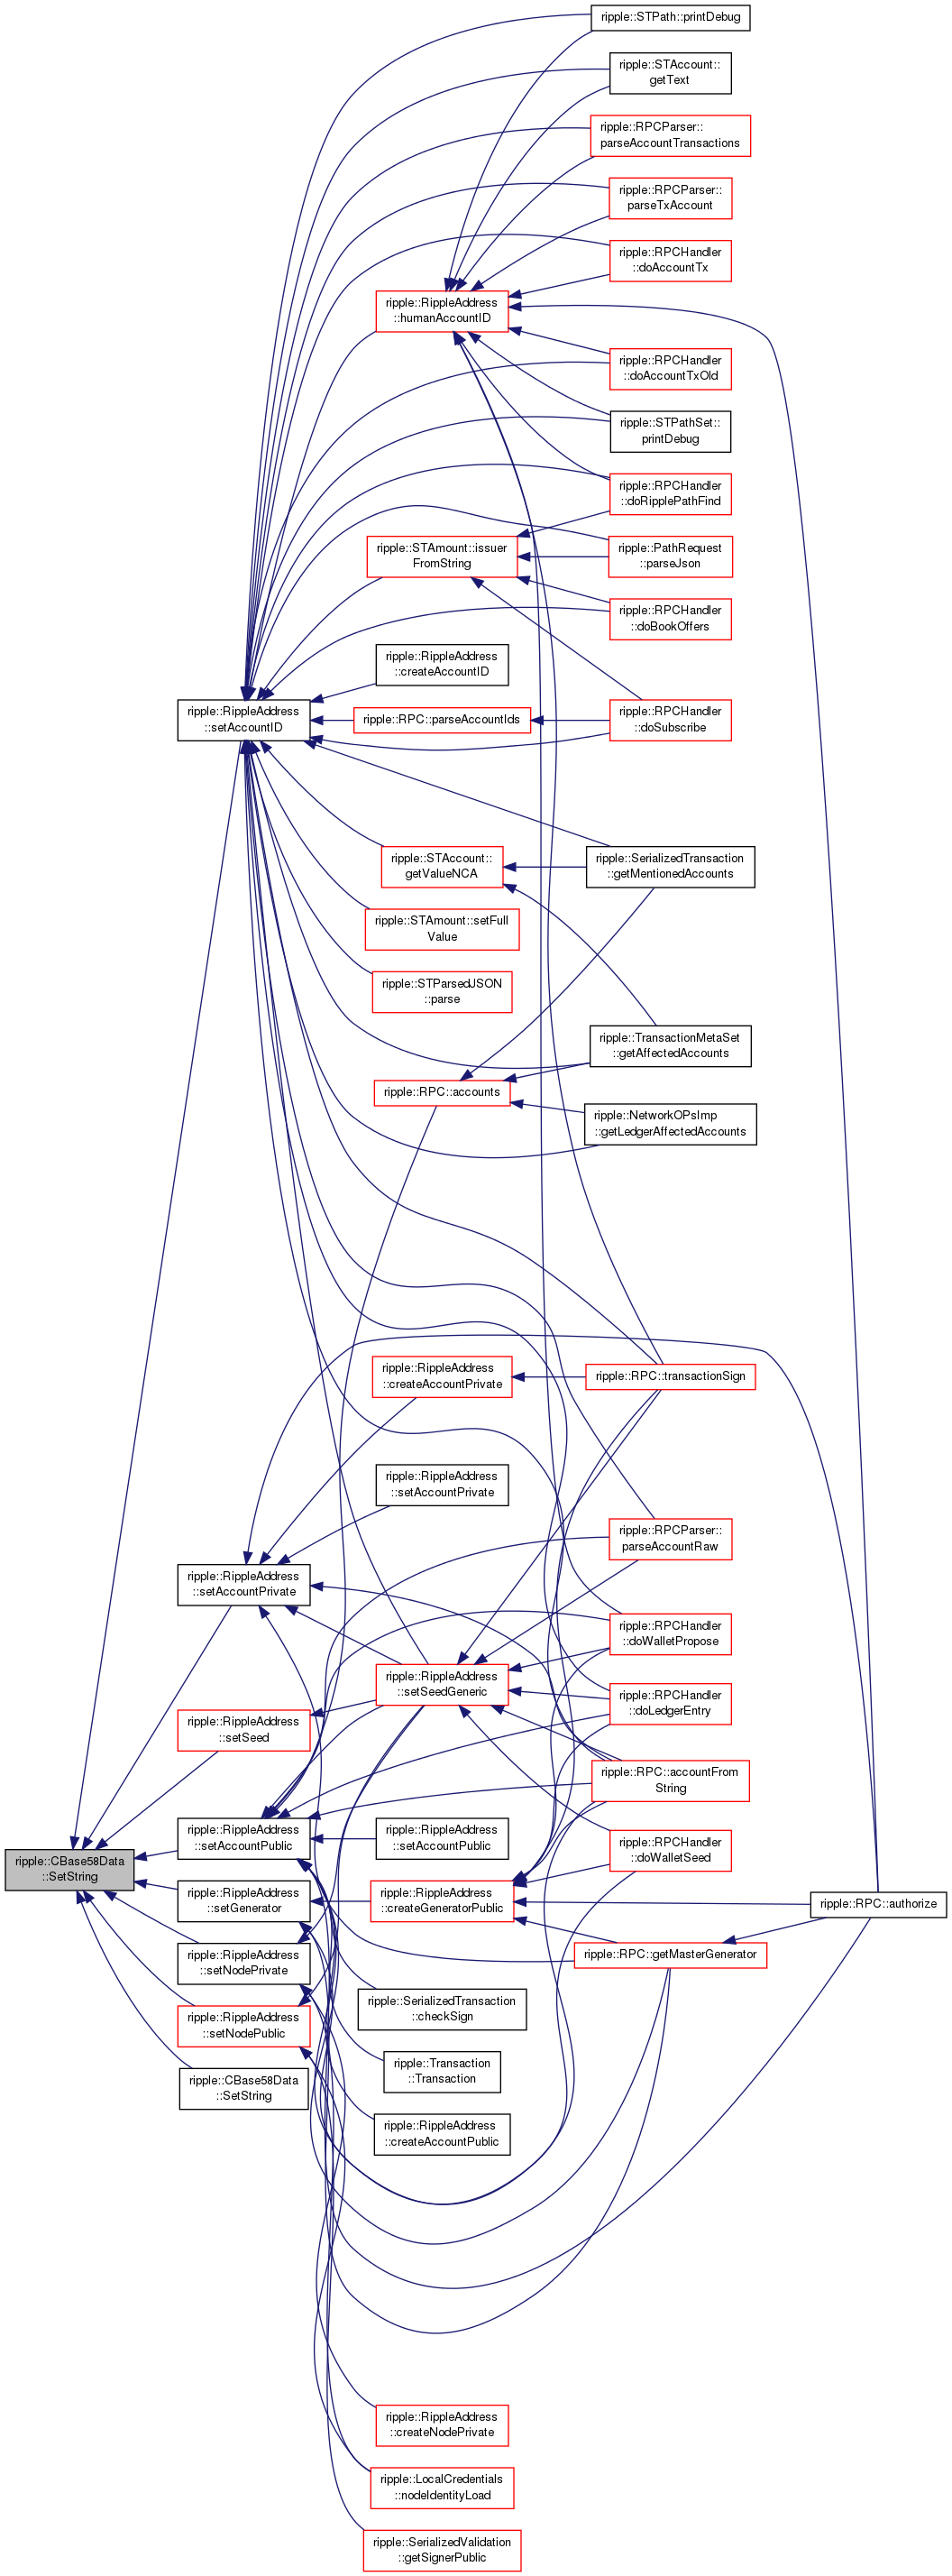 ripple::STPath::printDebug
ripple::STAccount::
getText
ripple::RPCParser::
parseAccountTransactions
ripple::RPCParser::
parseTxAccount
ripple::RPCHandler
::doAccountTx
ripple::RippleAddress
::humanAccountID
ripple::RPCHandler
::doAccountTxOld
ripple::STPathSet::
printDebug
ripple::RPCHandler
::doRipplePathFind
ripple::STAmount::issuer
FromString
ripple::PathRequest
::parseJson
ripple::RPCHandler
::doBookOffers
ripple::RippleAddress
::createAccountID
ripple::RippleAddress
::setAccountID
ripple::RPC::parseAccountIds
ripple::RPCHandler
::doSubscribe
ripple::STAccount::
getValueNCA
ripple::SerializedTransaction
::getMentionedAccounts
ripple::STAmount::setFull
Value
ripple::STParsedJSON
::parse
ripple::TransactionMetaSet
::getAffectedAccounts
ripple::RPC::accounts
ripple::NetworkOPsImp
::getLedgerAffectedAccounts
ripple::RippleAddress
::createAccountPrivate
ripple::RPC::transactionSign
ripple::RippleAddress
::setAccountPrivate
ripple::RPCParser::
parseAccountRaw
ripple::RippleAddress
::setAccountPrivate
ripple::RPCHandler
::doWalletPropose
ripple::RippleAddress
::setSeedGeneric
ripple::RPCHandler
::doLedgerEntry
ripple::RippleAddress
::setSeed
ripple::RPC::accountFrom
String
ripple::RippleAddress
::setAccountPublic
ripple::RippleAddress
::setAccountPublic
ripple::RPCHandler
::doWalletSeed
ripple::CBase58Data
::SetString
ripple::RippleAddress
::setGenerator
ripple::RippleAddress
::createGeneratorPublic
ripple::RPC::authorize
ripple::RippleAddress
::setNodePrivate
ripple::RPC::getMasterGenerator
ripple::SerializedTransaction
::checkSign
ripple::RippleAddress
::setNodePublic
ripple::Transaction
::Transaction
ripple::CBase58Data
::SetString
ripple::RippleAddress
::createAccountPublic
ripple::RippleAddress
::createNodePrivate
ripple::LocalCredentials
::nodeIdentityLoad
ripple::SerializedValidation
::getSignerPublic